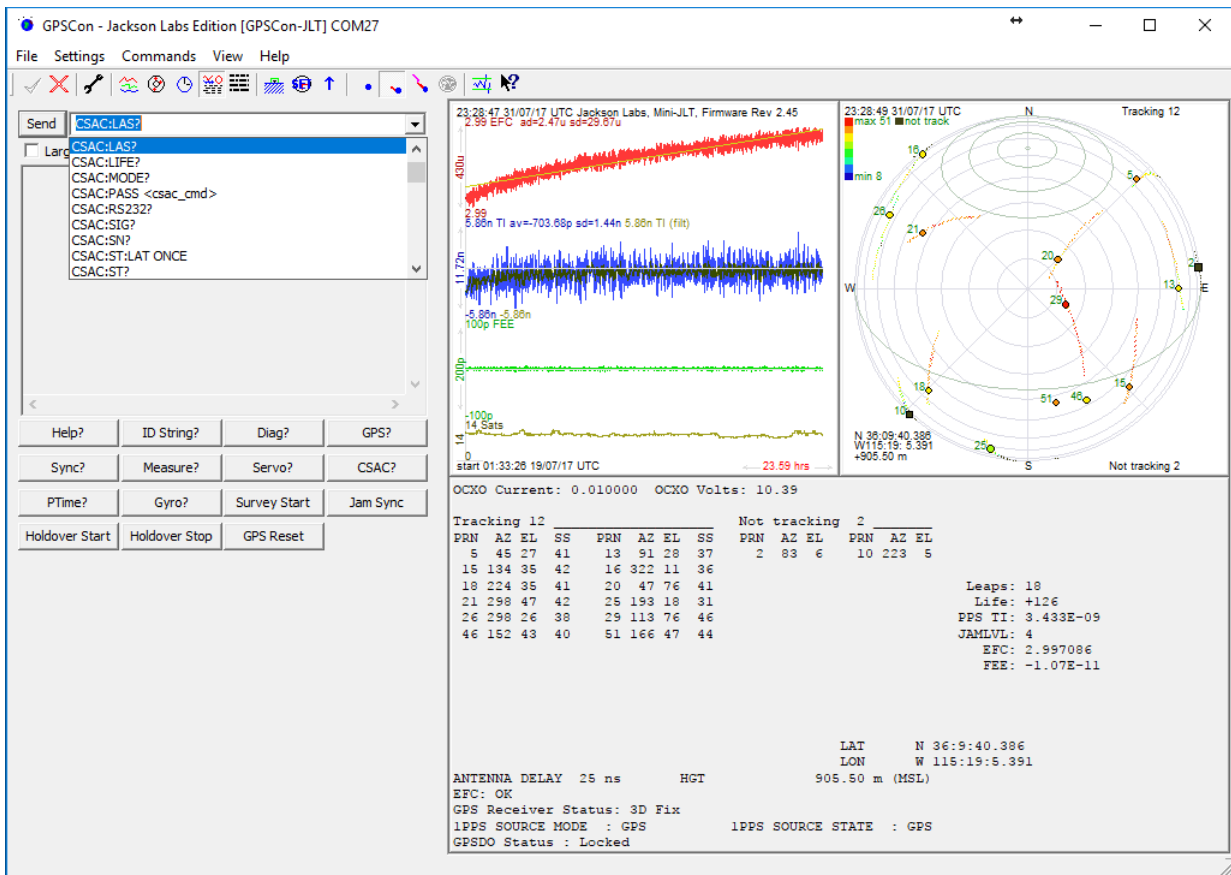 GPSCon - Jackson Labs Edition [GPSCon-JLT] COM27
File Settings Commands View Help
Send CSAC:LAS?
Larg
CSAC:LAS?
CSAC:LIFE?
CSAC:MODE?
CSAC:PASS <csac_cmd>
CSAC:RS232?
CSAC:SIG?
CSAC:SN?
CSAC:ST:LAT ONCE
CSAC:ST?
Help? ID String? Diag? GPS?
Sync? Measure? Servo? CSAC?
PTime? Gyro? Survey Start Jam Sync
Holdover Start Holdover Stop GPS Reset
23:28:47 31/07/17 UTC Jackson Labs, Mini-JLT, Firmware Rev 2.45
2.99 EFC ad=2.47u sd=29.67u
430u
2.99
5.86n TI av=-703.68p sd=1.44n 5.86n TI (filt)
11.72n
-5.86n -5.86n
100p FEE
200p
-100p
14 Sats
14
0
start 01:33:26 19/07/17 UTC 23.59 hrs
23:28:49 31/07/17 UTC N Tracking 12
max 51 not track
min 8
16
5
26
21
20
2
W
13
E
29
18
15
51
46
10
25
N 36:09:40.386
W115:19: 5.391
+905.50 m
S Not tracking 2
OCXO Current: 0.010000 OCXO Volts: 10.39
Tracking 12 ____________________ Not tracking 2 _______
PRN AZ EL SS PRN AZ EL SS PRN AZ EL PRN AZ EL
5 45 27 41 13 91 28 37 2 83 6 10 223 5
15 134 35 42 16 322 11 36
18 224 35 41 20 47 76 41 Leaps: 18
21 298 47 42 25 193 18 31 Life: +126
26 298 26 38 29 113 76 46 PPS TI: 3.433E-09
46 152 43 40 51 166 47 44 JAMLVL: 4
EFC: 2.997086
FEE: -1.07E-11
LAT N 36:9:40.386
LON W 115:19:5.391
ANTENNA DELAY 25 ns HGT 905.50 m (MSL)
EFC: OK
GPS Receiver Status: 3D Fix
1PPS SOURCE MODE : GPS 1PPS SOURCE STATE : GPS
GPSDO Status : Locked